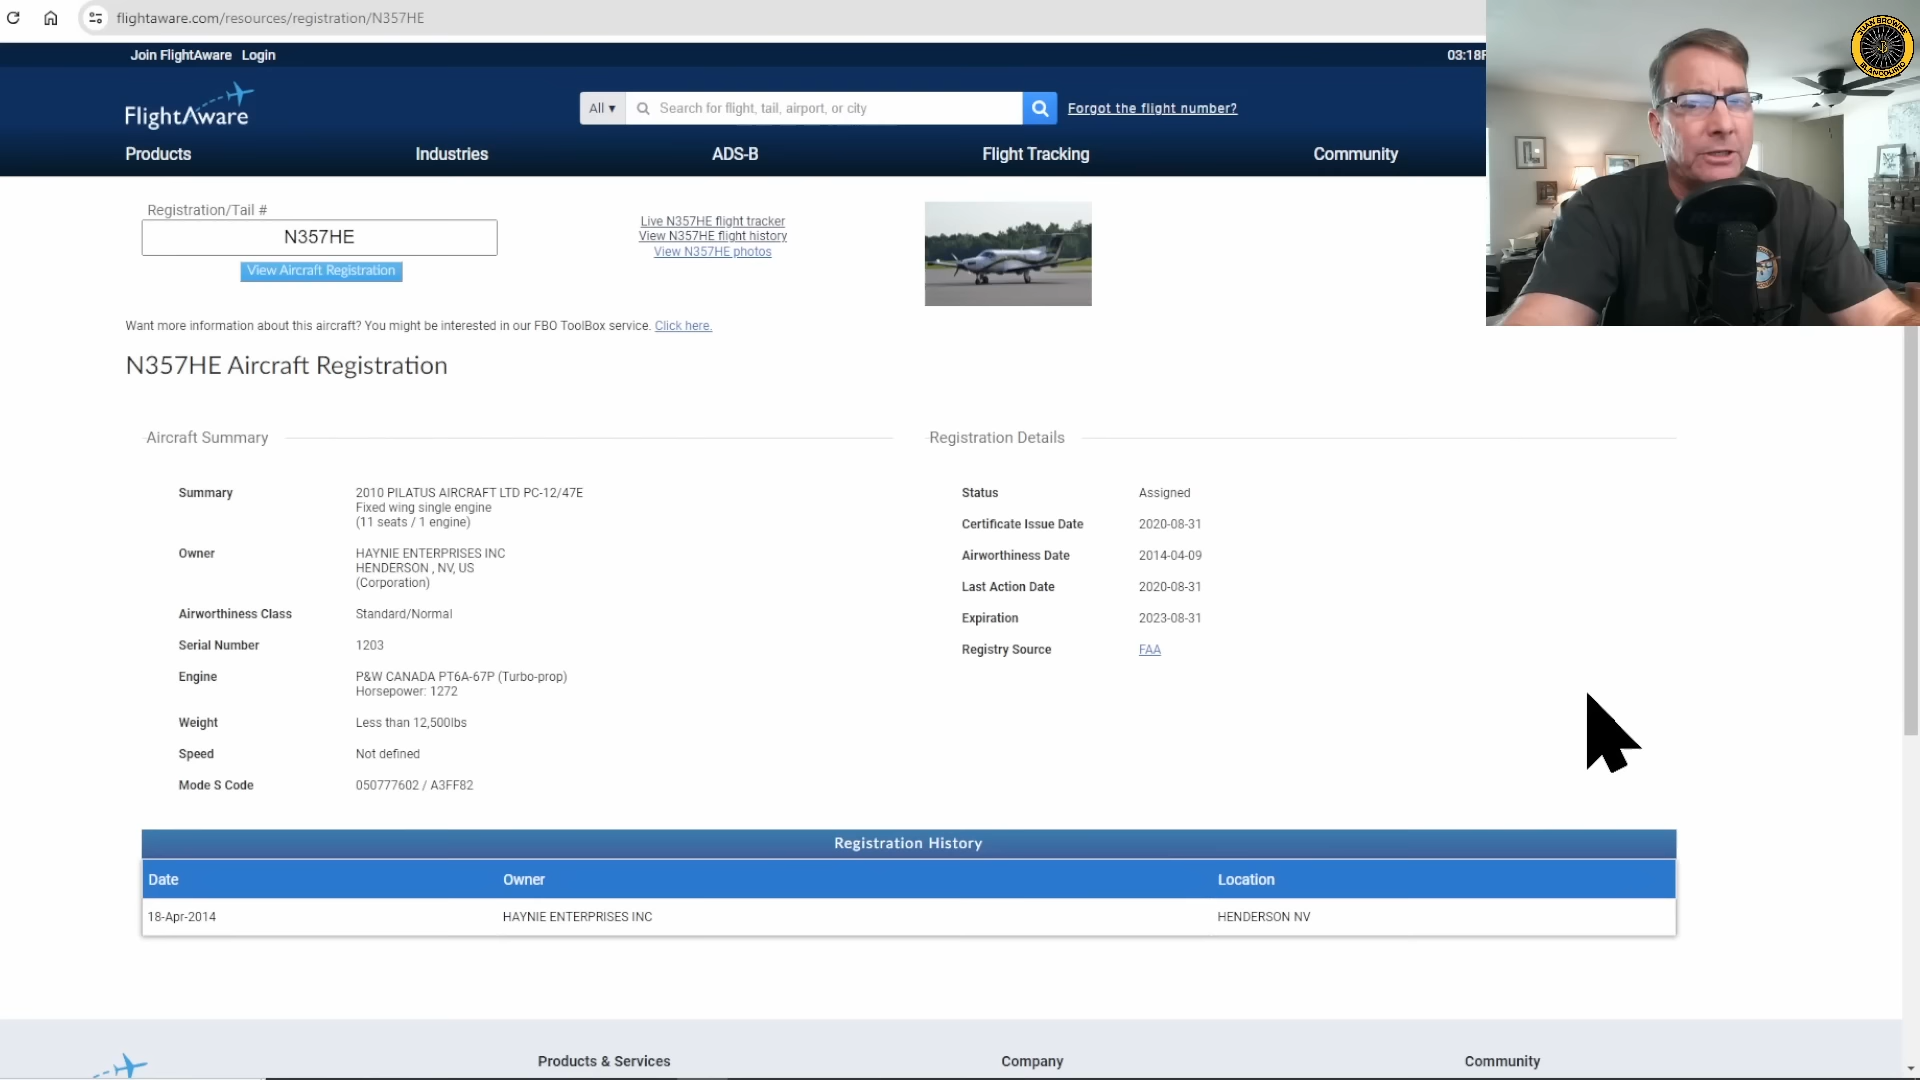 flightaware.com/resources/registration/N357HE
Join FlightAware Login
03:18P
JUAN BROWNE
BLANCOLIRIO
FlightAware
All ▾ Search for flight, tail, airport, or city
Forgot the flight number?
Products Industries ADS-B Flight Tracking Community
Registration/Tail #
N357HE
View Aircraft Registration
Live N357HE flight tracker
View N357HE flight history
View N357HE photos
Want more information about this aircraft? You might be interested in our FBO ToolBox service. Click here.
N357HE Aircraft Registration
Aircraft Summary
Summary 2010 PILATUS AIRCRAFT LTD PC-12/47E
Fixed wing single engine
(11 seats / 1 engine)
Owner HAYNIE ENTERPRISES INC
HENDERSON , NV, US
(Corporation)
Airworthiness Class Standard/Normal
Serial Number 1203
Engine P&W CANADA PT6A-67P (Turbo-prop)
Horsepower: 1272
Weight Less than 12,500lbs
Speed Not defined
Mode S Code 050777602 / A3FF82
Registration Details
Status Assigned
Certificate Issue Date 2020-08-31
Airworthiness Date 2014-04-09
Last Action Date 2020-08-31
Expiration 2023-08-31
Registry Source FAA
Registration History
Date Owner Location
18-Apr-2014 HAYNIE ENTERPRISES INC HENDERSON NV
Products & Services Company Community